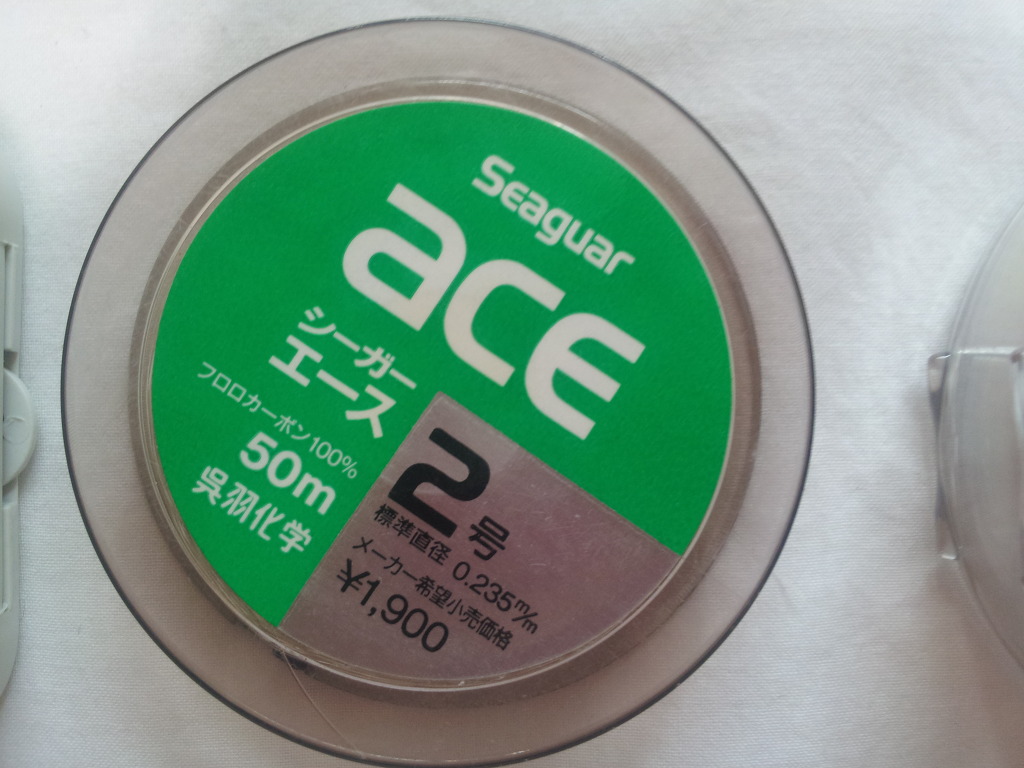 Seaguar
ace
シーガー
エース
フロロカーボン100%
50m
呉羽化学
2号
標準直径 0.235m/m
メーカー希望小売価格
¥1,900